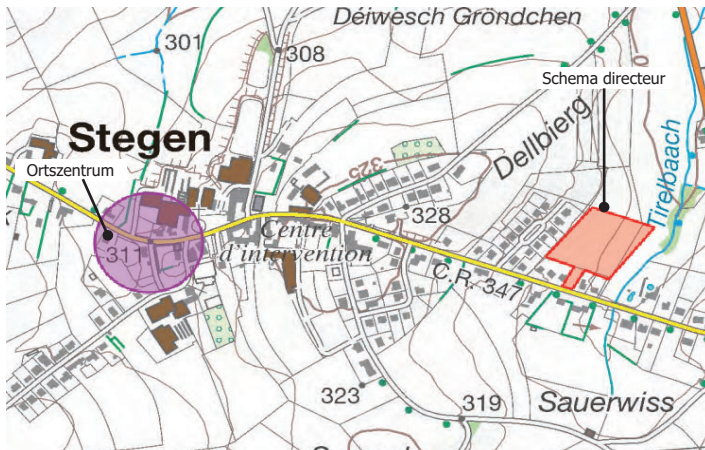 Déiwesch Gröndchen
301
308
Schema directeur
Stegen
Dellbierg
Ortszentrum
325
328
Tirelbaach
311
Centre
d'intervention
C.R. 347
323
319
Sauerwiss